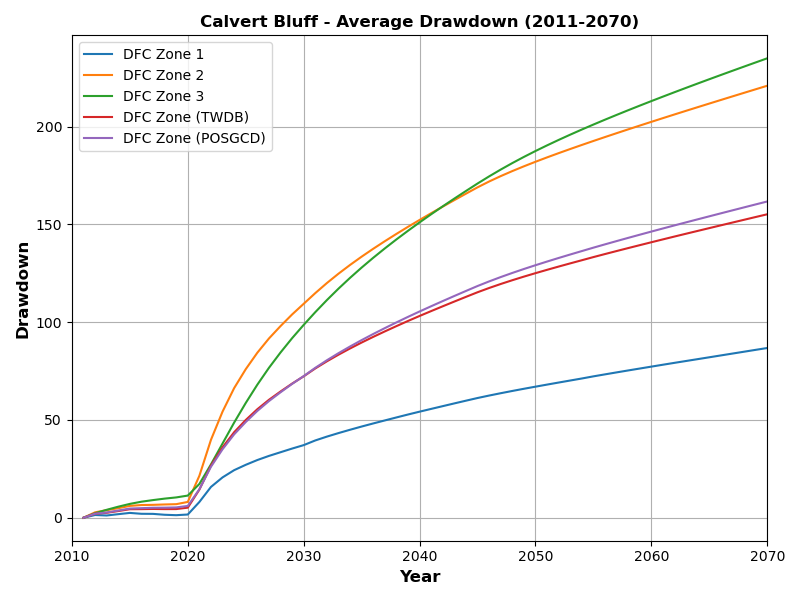 Calvert Bluff - Average Drawdown (2011-2070)
DFC Zone 1
DFC Zone 2
DFC Zone 3
DFC Zone (TWDB)
DFC Zone (POSGCD)
Drawdown
200
150
100
50
0
2010 2020 2030 2040 2050 2060 2070
Year